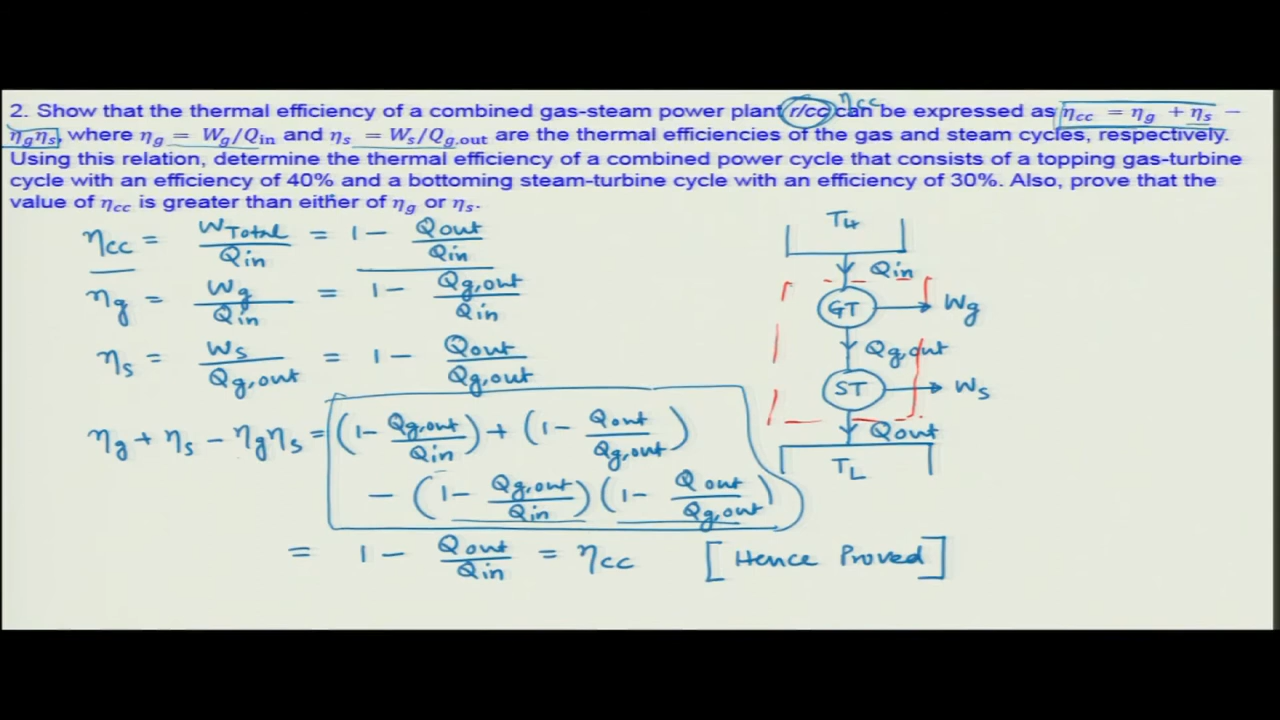 2. Show that the thermal efficiency of a combined gas-steam power plant r/cc can be expressed as ηcc = ηg + ηs −
ηcc
ηgηs, where ηg = Wg/Qin and ηs = Ws/Qg,out are the thermal efficiencies of the gas and steam cycles, respectively.
Using this relation, determine the thermal efficiency of a combined power cycle that consists of a topping gas-turbine
cycle with an efficiency of 40% and a bottoming steam-turbine cycle with an efficiency of 30%. Also, prove that the
value of ηcc is greater than either of ηg or ηs.
ηcc = WTotal/Qin = 1 − Qout/Qin
ηg = Wg/Qin = 1 − Qg,out/Qin
ηs = Ws/Qg,out = 1 − Qout/Qg,out
ηg + ηs − ηgηs = (1 − Qg,out/Qin) + (1 − Qout/Qg,out)
− (1 − Qg,out/Qin)(1 − Qout/Qg,out)
= 1 − Qout/Qin = ηcc [Hence Proved]
TH
Qin
GT Wg
Qg,out
ST Ws
Qout
TL